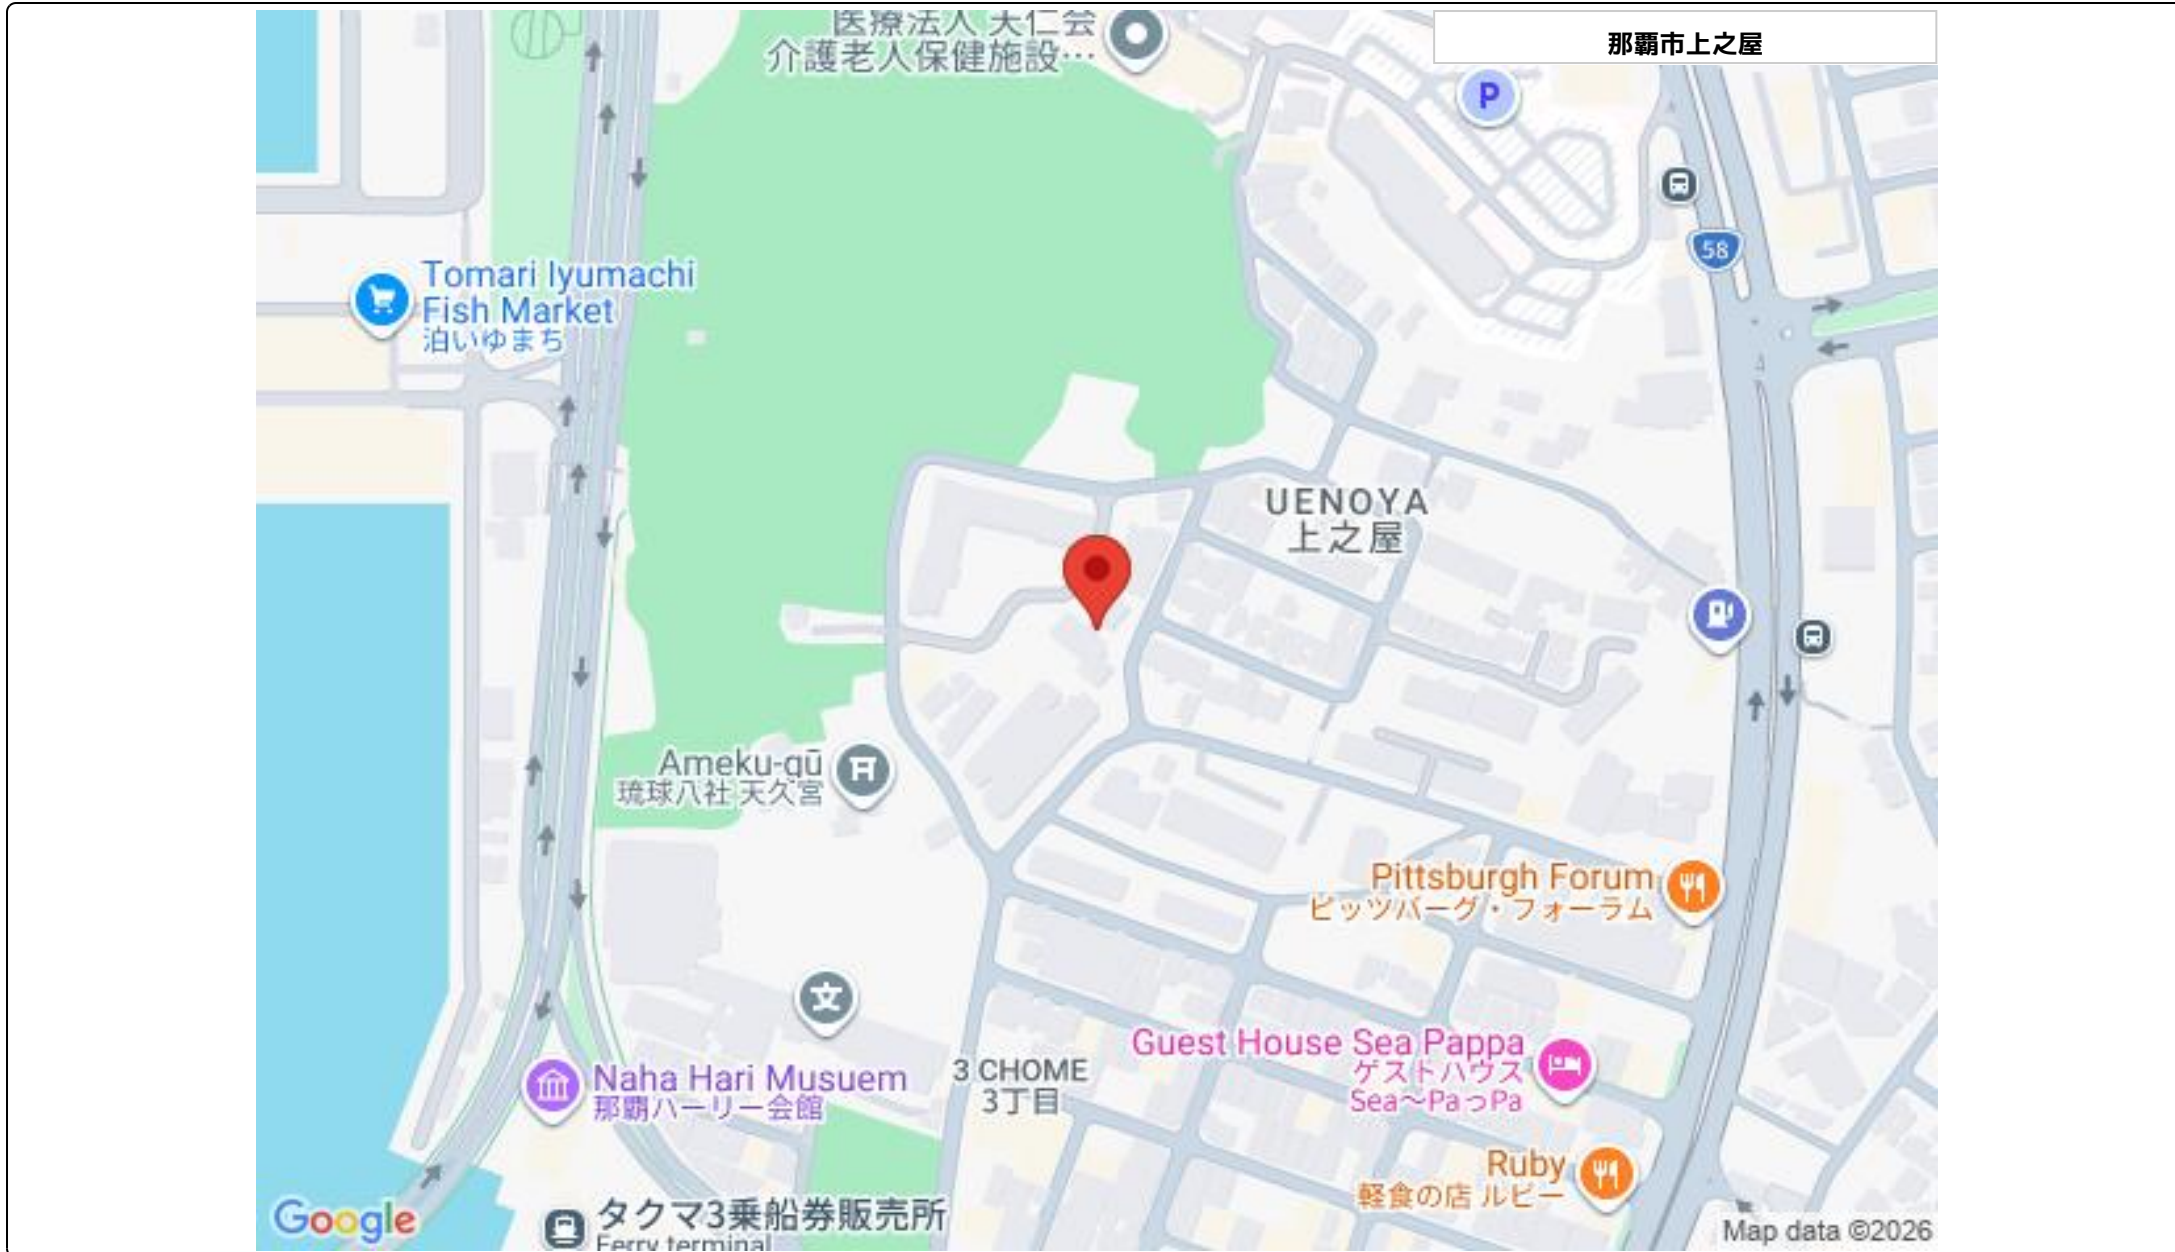 医療法人 天仁会
介護老人保健施設…
那覇市上之屋
P
58
Tomari Iyumachi
Fish Market
泊いゆまち
UENOYA
上之屋
Ameku-gū
琉球八社 天久宮
Pittsburgh Forum
ピッツバーグ・フォーラム
文
Guest House Sea Pappa
ゲストハウス
Sea～PaっPa
3 CHOME
3丁目
Naha Hari Musuem
那覇ハーリー会館
Ruby
軽食の店 ルビー
タクマ3乗船券販売所
Ferry terminal
Google
Map data ©2026